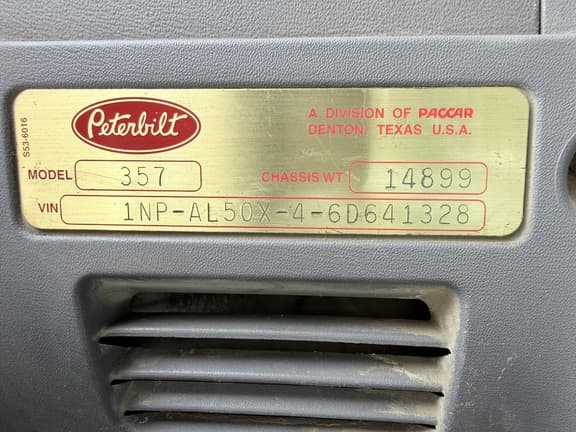 Peterbilt
A DIVISION OF PACCAR
DENTON, TEXAS U.S.A.
S53-6016
MODEL 357 CHASSIS WT 14899
VIN 1NP-AL50X-4-6D641328